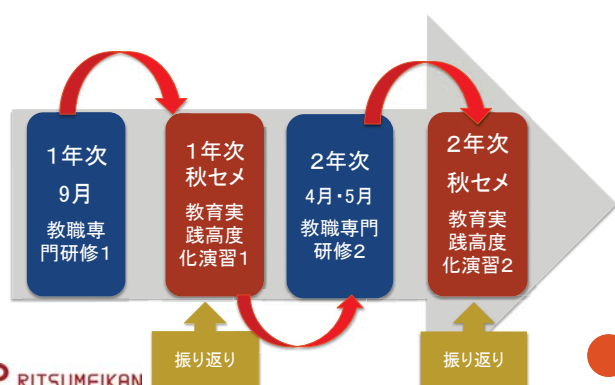 1年次
9月
教職専
門研修1
1年次
秋セメ
教育実
践高度
化演習1
2年次
4月・5月
教職専門
研修2
2年次
秋セメ
教育実
践高度
化演習2
振り返り
振り返り
RITSUMEIKAN